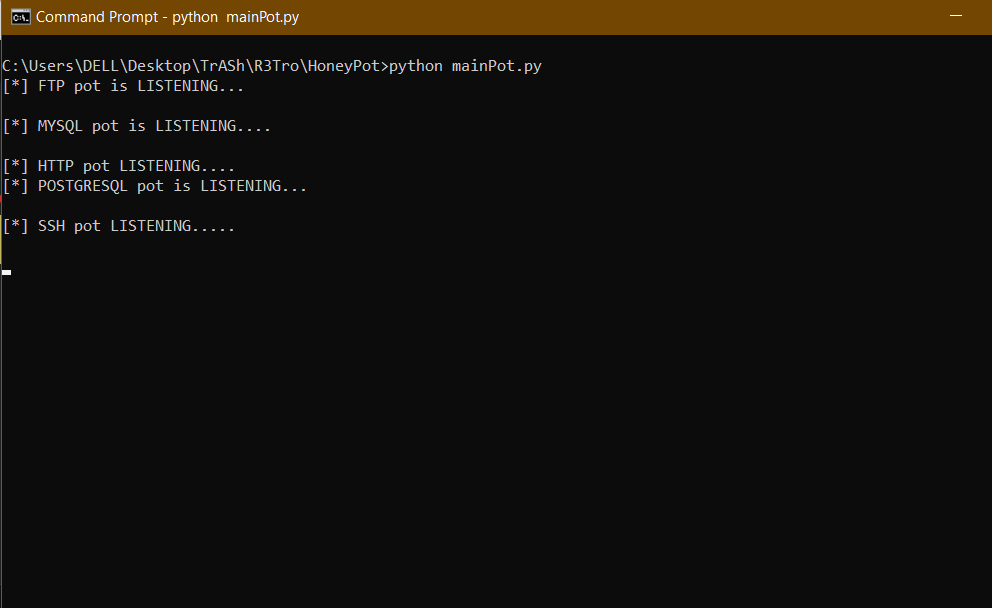 Command Prompt - python  mainPot.py
C:\Users\DELL\Desktop\TrASh\R3Tro\HoneyPot>python mainPot.py
[*] FTP pot is LISTENING...
[*] MYSQL pot is LISTENING....
[*] HTTP pot LISTENING....
[*] POSTGRESQL pot is LISTENING...
[*] SSH pot LISTENING.....